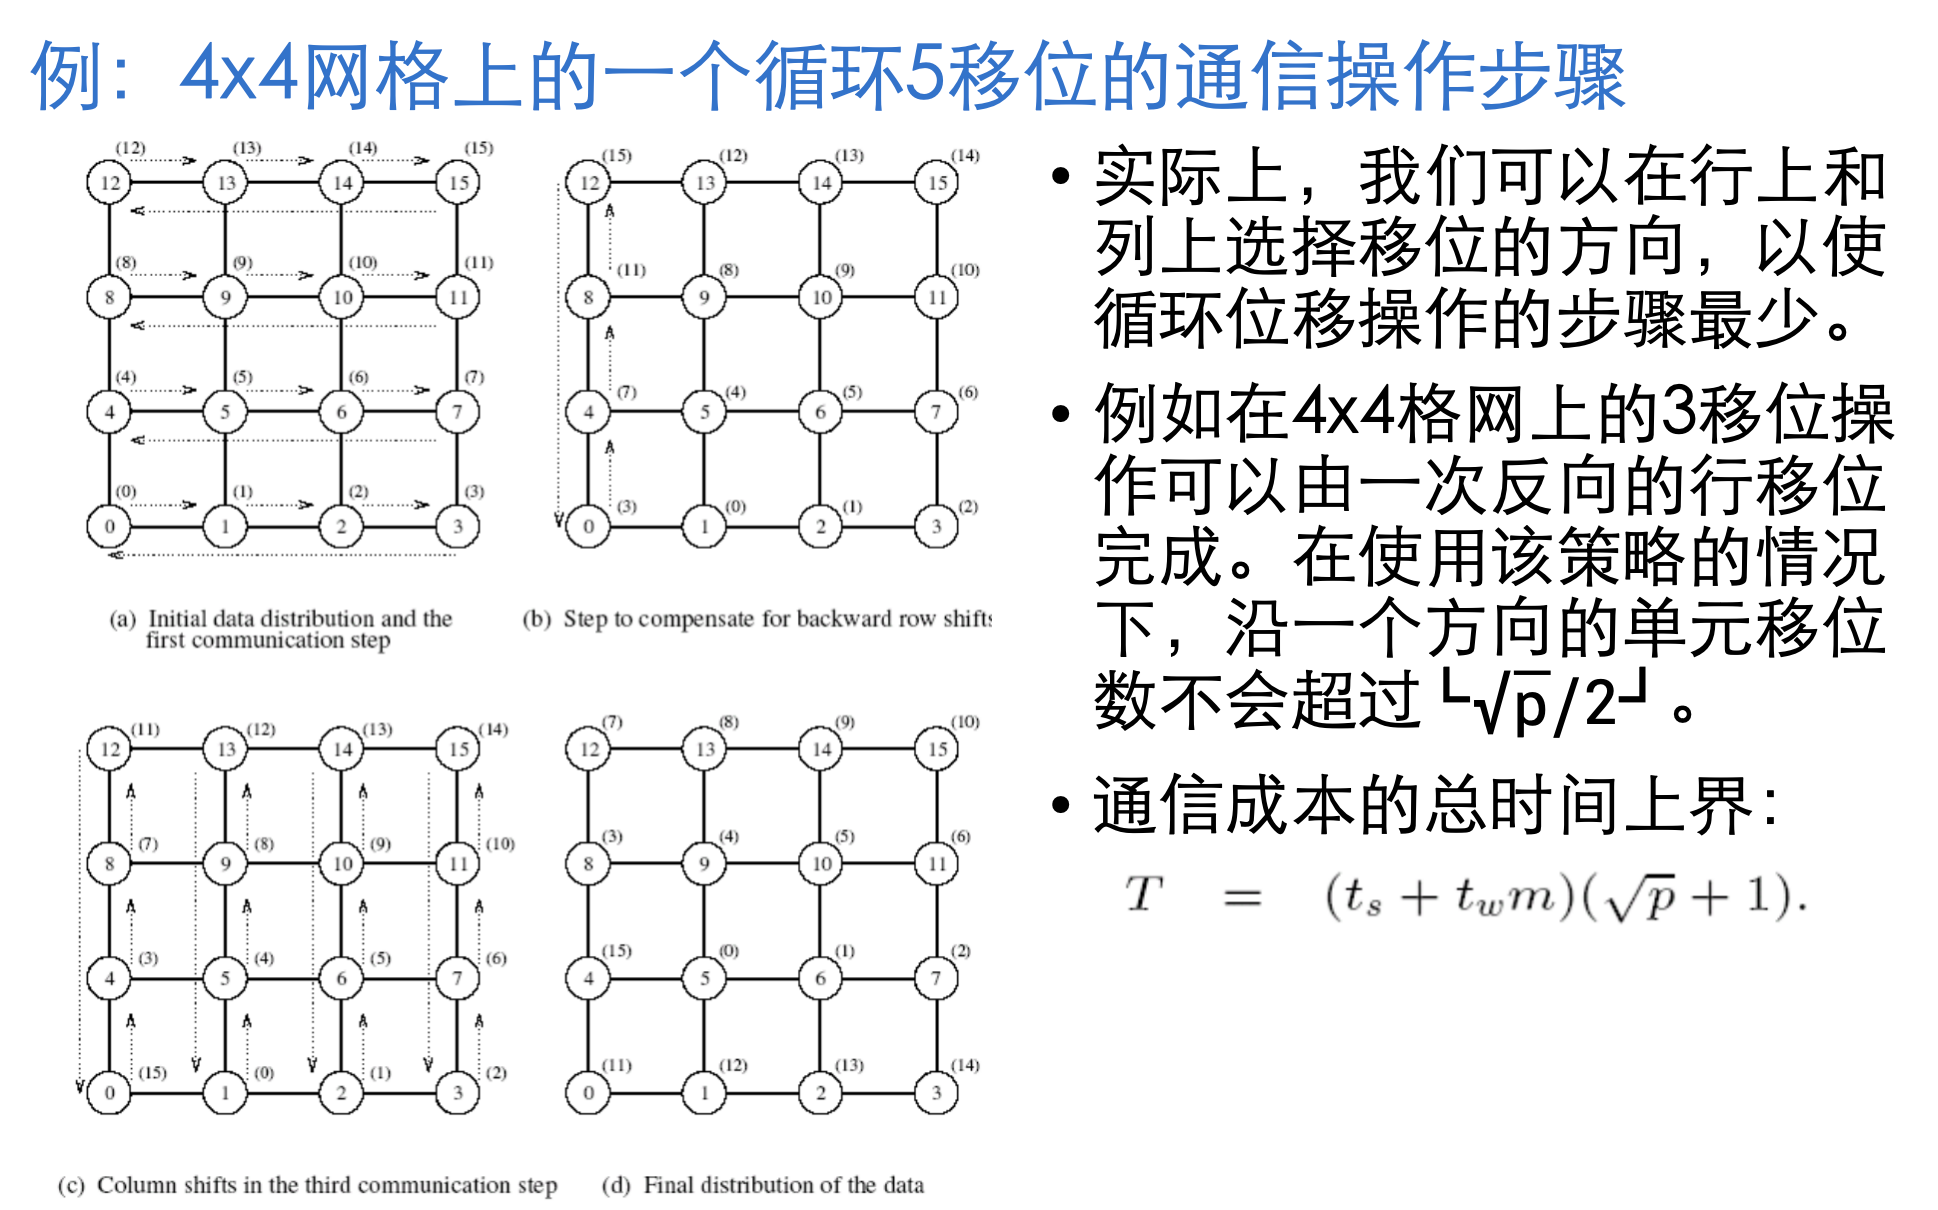 例：4x4网格上的一个循环5移位的通信操作步骤
(12) (13) (14) (15)
12 13 14 15
(8) (9) (10) (11)
8 9 10 11
(4) (5) (6) (7)
4 5 6 7
(0) (1) (2) (3)
0 1 2 3
(a) Initial data distribution and the
first communication step
(15) (12) (13) (14)
12 13 14 15
(11) (8) (9) (10)
8 9 10 11
(7) (4) (5) (6)
4 5 6 7
(3) (0) (1) (2)
0 1 2 3
(b) Step to compensate for backward row shifts
(11) (12) (13) (14)
12 13 14 15
(7) (8) (9) (10)
8 9 10 11
(3) (4) (5) (6)
4 5 6 7
(15) (0) (1) (2)
0 1 2 3
(c) Column shifts in the third communication step
(7) (8) (9) (10)
12 13 14 15
(3) (4) (5) (6)
8 9 10 11
(15) (0) (1) (2)
4 5 6 7
(11) (12) (13) (14)
0 1 2 3
(d) Final distribution of the data
• 实际上，我们可以在行上和
列上选择移位的方向，以使
循环位移操作的步骤最少。
• 例如在4x4格网上的3移位操
作可以由一次反向的行移位
完成。在使用该策略的情况
下，沿一个方向的单元移位
数不会超过└√p/2┘。
• 通信成本的总时间上界：
T = (t_s + t_w m)(√p + 1).